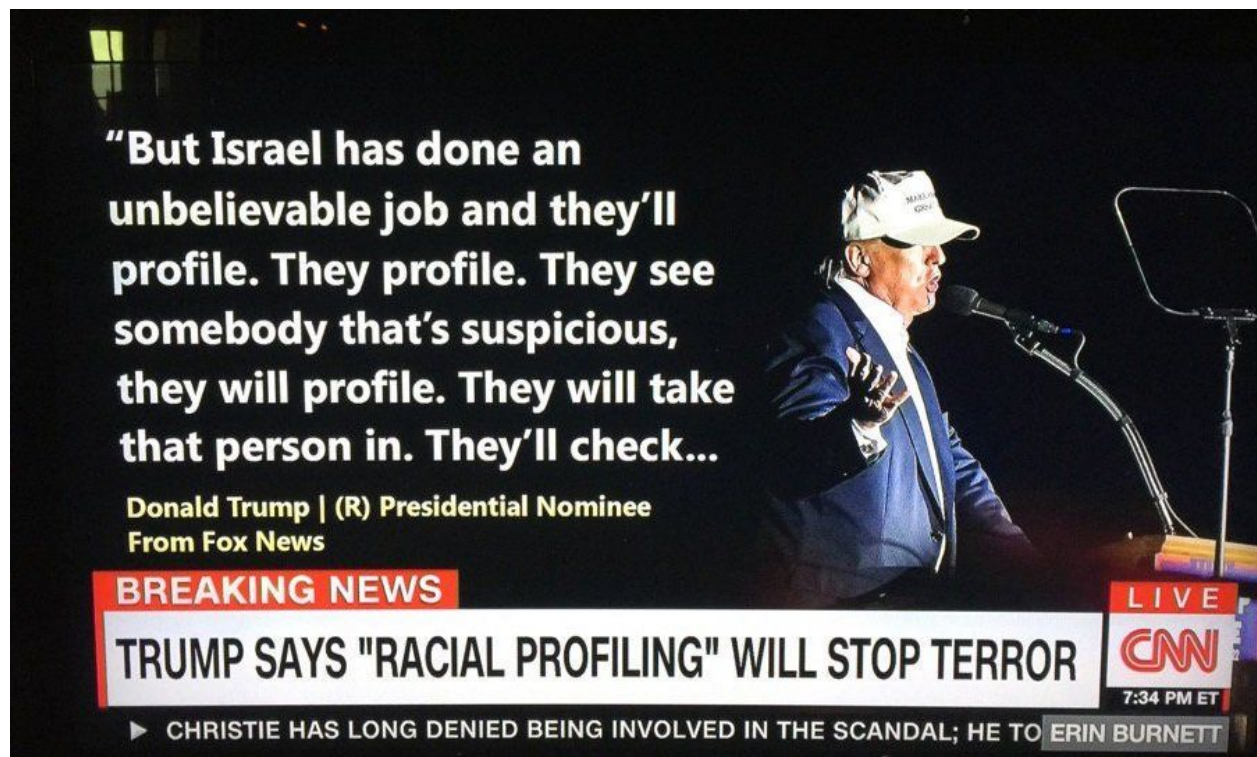 “But Israel has done an
unbelievable job and they’ll
profile. They profile. They see
somebody that’s suspicious,
they will profile. They will take
that person in. They’ll check...
Donald Trump | (R) Presidential Nominee
From Fox News
BREAKING NEWS
TRUMP SAYS "RACIAL PROFILING" WILL STOP TERROR
LIVE
CNN
7:34 PM ET
CHRISTIE HAS LONG DENIED BEING INVOLVED IN THE SCANDAL; HE TO
ERIN BURNETT